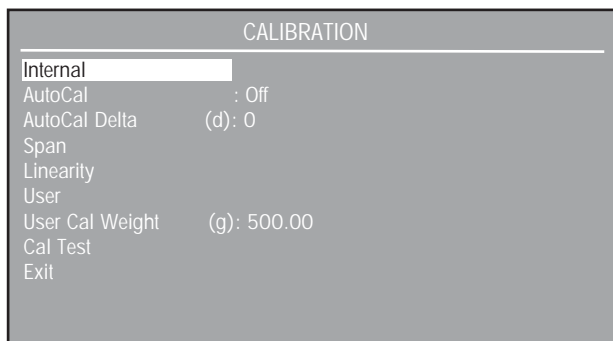 CALIBRATION
Internal
AutoCal : Off
AutoCal Delta (d): 0
Span
Linearity
User
User Cal Weight (g): 500.00
Cal Test
Exit